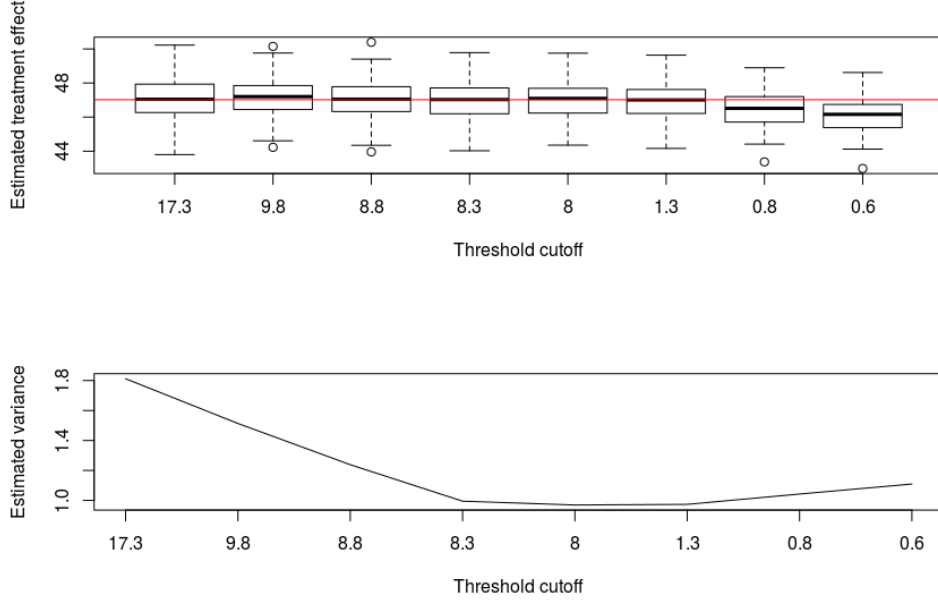 Estimated treatment effect
48
44
17.3 9.8 8.8 8.3 8 1.3 0.8 0.6
Threshold cutoff
Estimated variance
1.8
1.4
1.0
17.3 9.8 8.8 8.3 8 1.3 0.8 0.6
Threshold cutoff